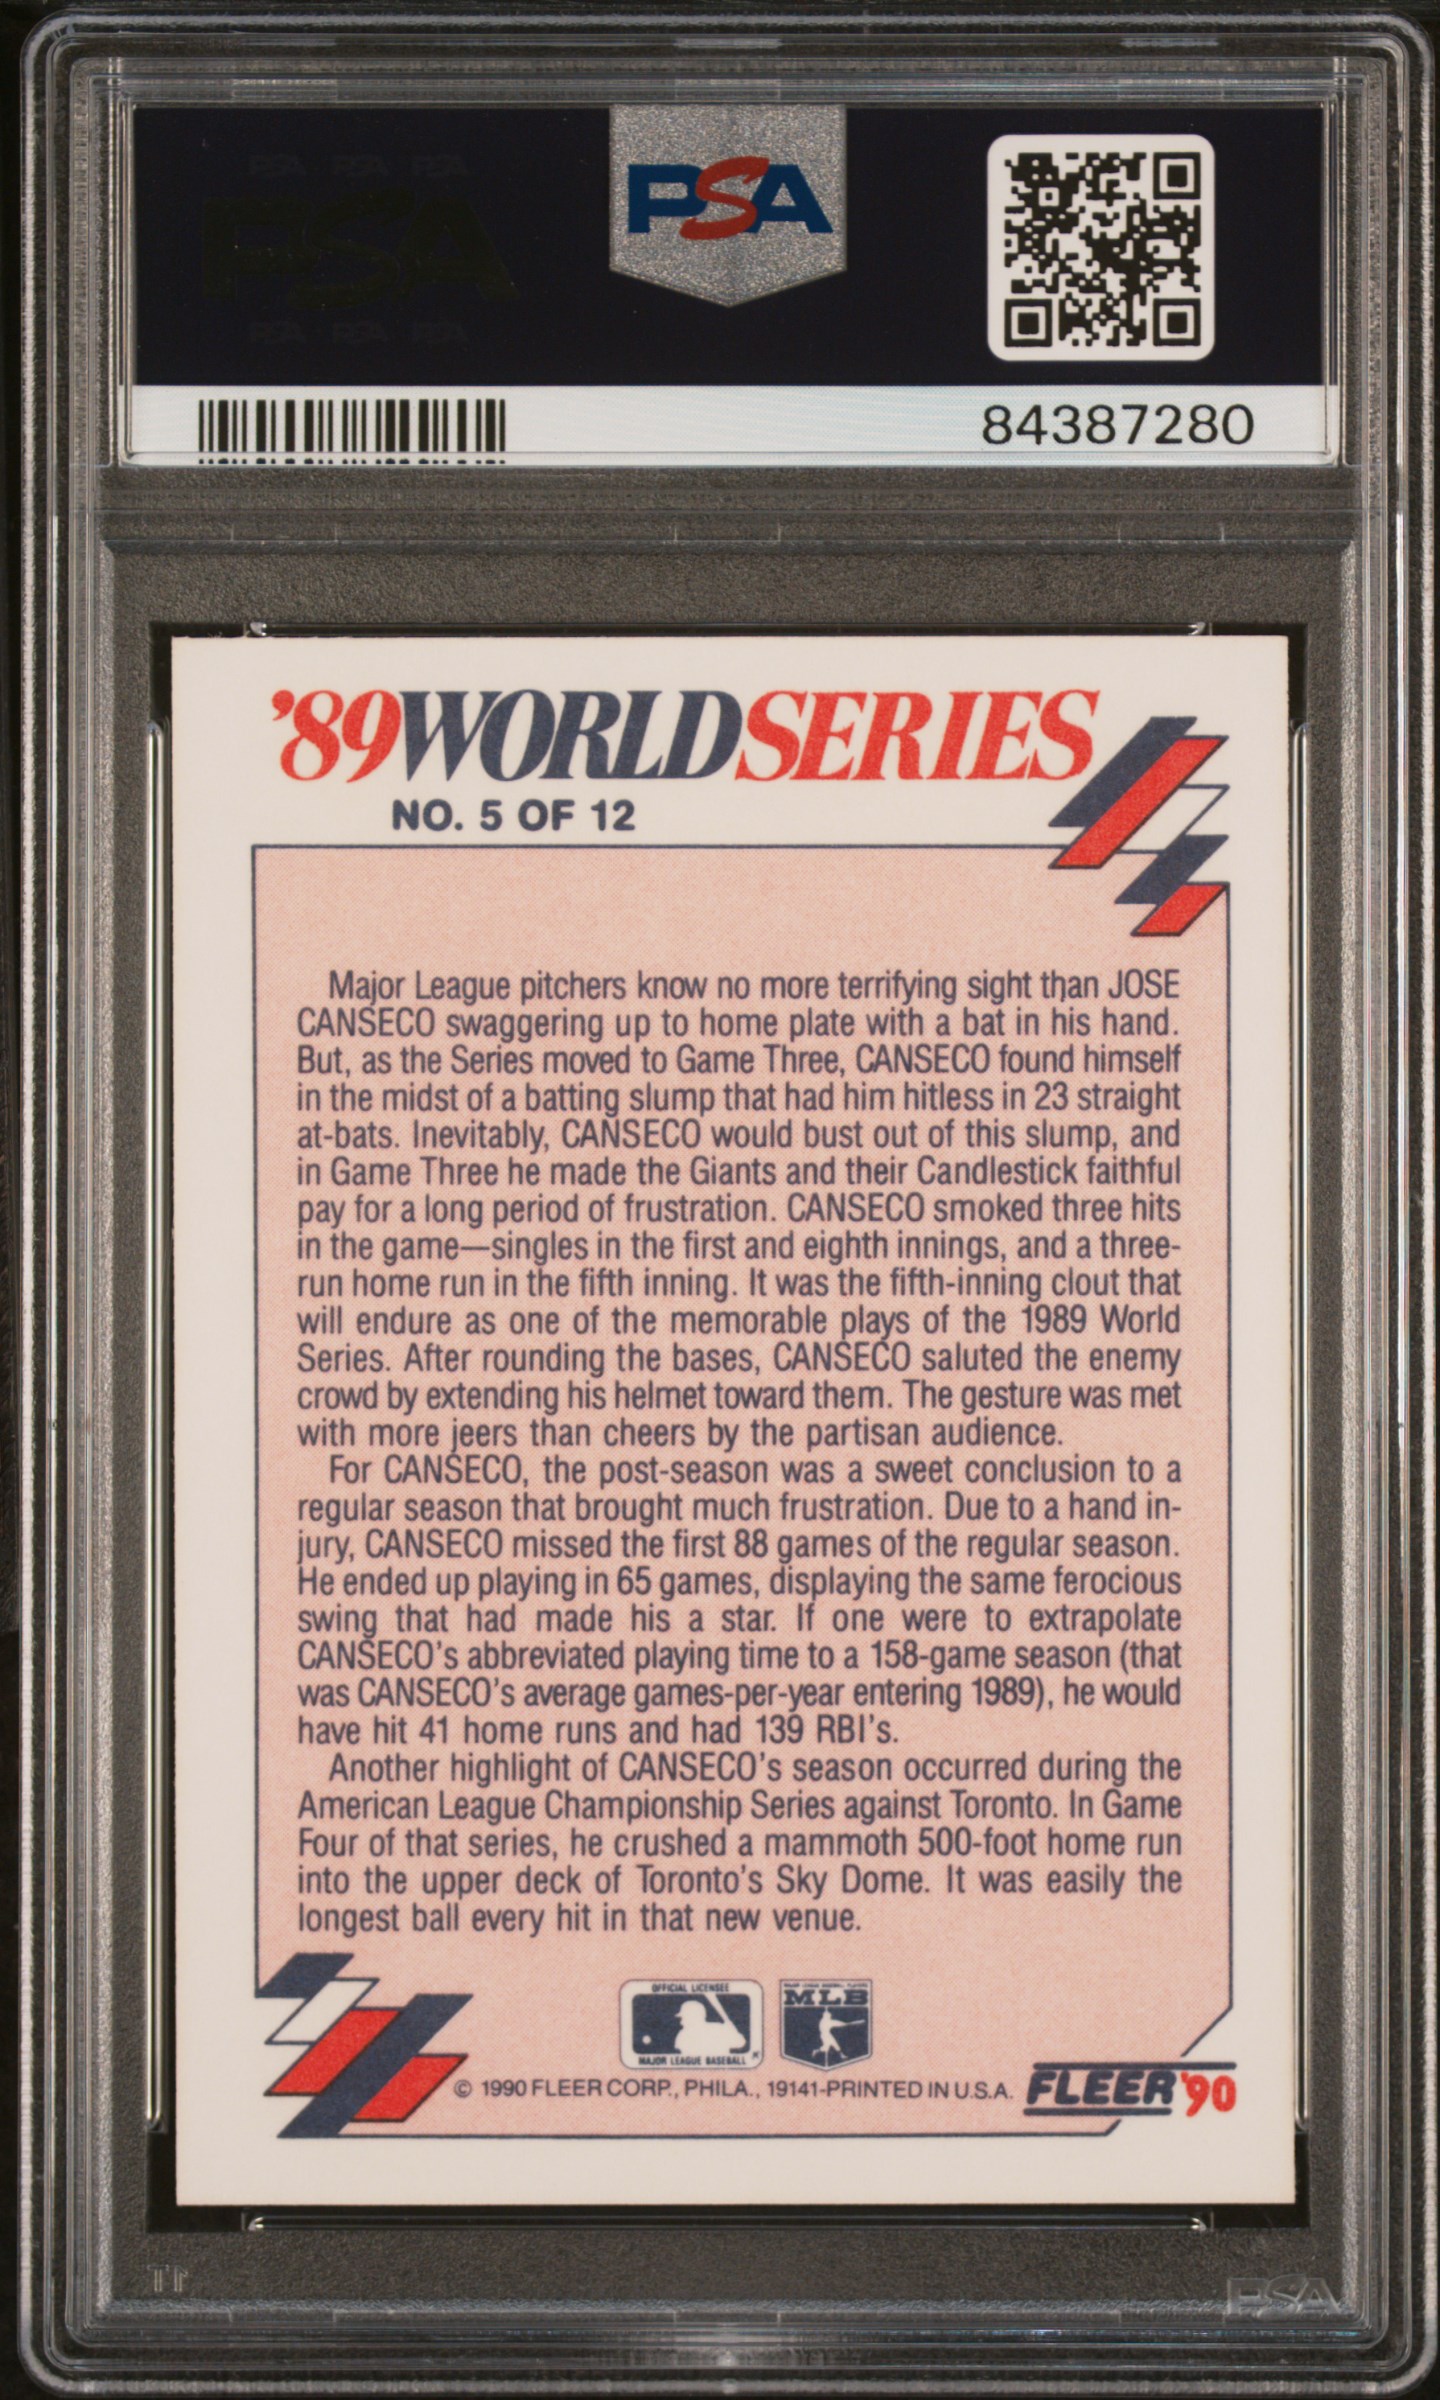 PSA PSA PSA
PSA
PSA PSA PSA
PSA
84387280
'89WORLDSERIES
NO. 5 OF 12
Major League pitchers know no more terrifying sight than JOSE
CANSECO swaggering up to home plate with a bat in his hand.
But, as the Series moved to Game Three, CANSECO found himself
in the midst of a batting slump that had him hitless in 23 straight
at-bats. Inevitably, CANSECO would bust out of this slump, and
in Game Three he made the Giants and their Candlestick faithful
pay for a long period of frustration. CANSECO smoked three hits
in the game—singles in the first and eighth innings, and a three-
run home run in the fifth inning. It was the fifth-inning clout that
will endure as one of the memorable plays of the 1989 World
Series. After rounding the bases, CANSECO saluted the enemy
crowd by extending his helmet toward them. The gesture was met
with more jeers than cheers by the partisan audience.
For CANSECO, the post-season was a sweet conclusion to a
regular season that brought much frustration. Due to a hand in-
jury, CANSECO missed the first 88 games of the regular season.
He ended up playing in 65 games, displaying the same ferocious
swing that had made his a star. If one were to extrapolate
CANSECO's abbreviated playing time to a 158-game season (that
was CANSECO's average games-per-year entering 1989), he would
have hit 41 home runs and had 139 RBI's.
Another highlight of CANSECO's season occurred during the
American League Championship Series against Toronto. In Game
Four of that series, he crushed a mammoth 500-foot home run
into the upper deck of Toronto's Sky Dome. It was easily the
longest ball every hit in that new venue.
OFFICIAL LICENSEE
MAJOR LEAGUE BASEBALL
MAJOR LEAGUE BASEBALL PLAYERS
MLB
© 1990 FLEER CORP., PHILA., 19141-PRINTED IN U.S.A.
FLEER '90
PSA